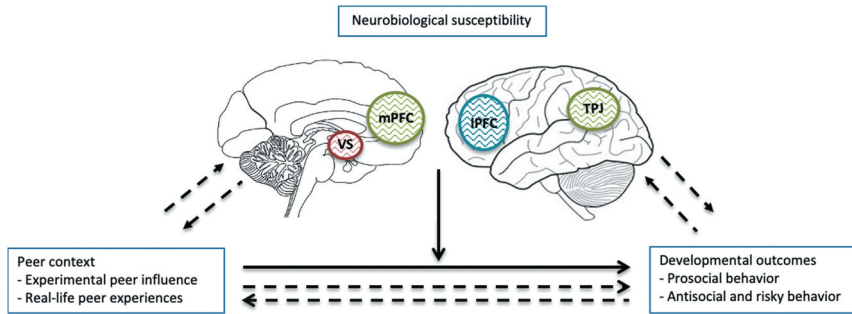 Neurobiological susceptibility
mPFC
VS
lPFC
TPJ
Peer context
- Experimental peer influence
- Real-life peer experiences
Developmental outcomes
- Prosocial behavior
- Antisocial and risky behavior